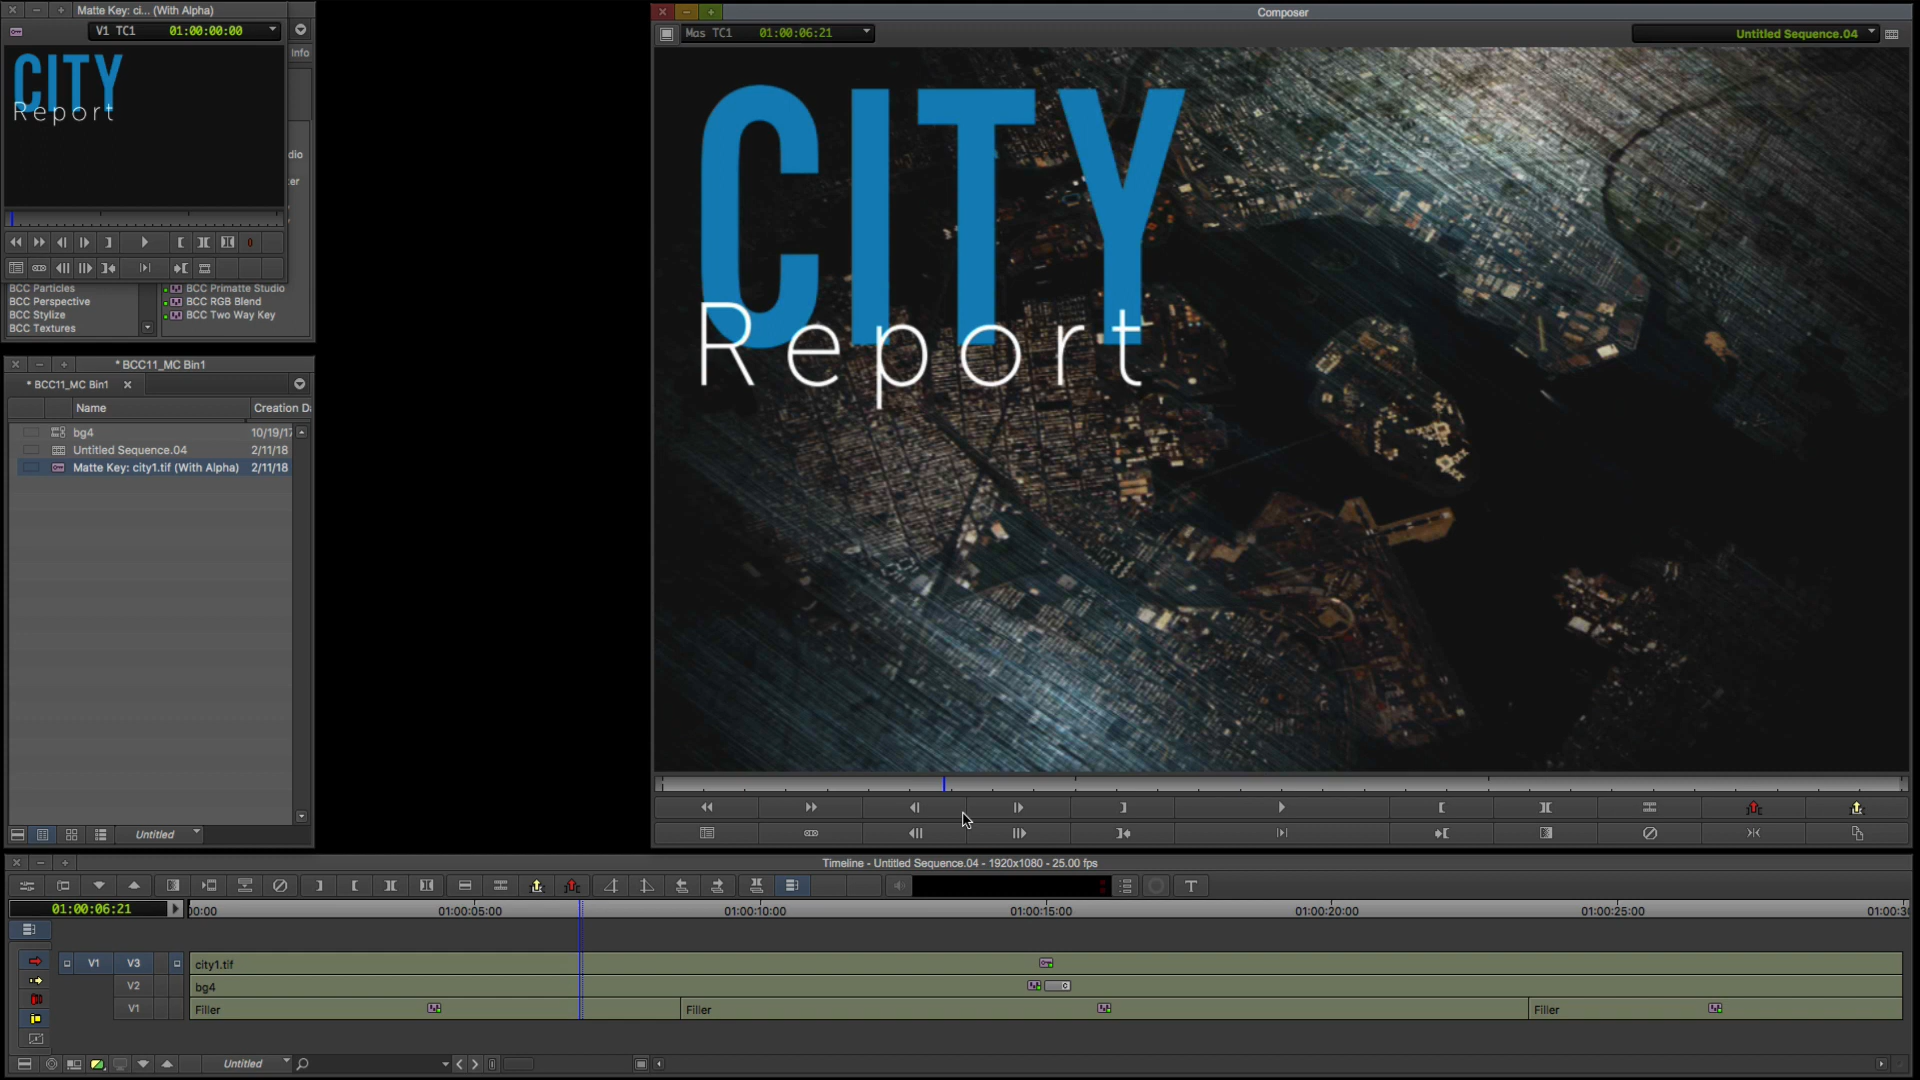 Matte Key: ci... (With Alpha)
V1 TC1 01:00:00:00
Info
CITY
Report
dio
er
BCC Particles
BCC Perspective
BCC Stylize
BCC Textures
BCC Primatte Studio
BCC RGB Blend
BCC Two Way Key
* BCC11_MC Bin1
* BCC11_MC Bin1
Name Creation D
bg4 10/19/17
Untitled Sequence.04 2/11/18
Matte Key: city1.tif (With Alpha) 2/11/18
Untitled
Composer
Mas TC1 01:00:06:21
Untitled Sequence.04
CITY
Report
Timeline - Untitled Sequence.04 - 1920x1080 - 25.00 fps
T
01:00:06:21
00:00 01:00:05:00 01:00:10:00 01:00:15:00 01:00:20:00 01:00:25:00 01:00:3
V1 V3 city1.tif
V2 bg4 C
V1 Filler Filler Filler
Untitled